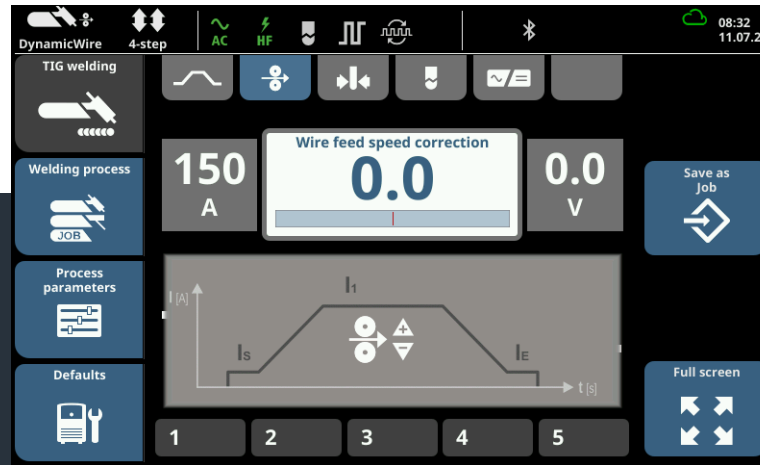 DynamicWire
4-step
AC
HF
08:32
11.07.2
TIG welding
Welding process
JOB
Process
parameters
Defaults
150
A
Wire feed speed correction
0.0
0.0
V
Save as
Job
I [A]
I1
IS
IE
t [s]
Full screen
1
2
3
4
5